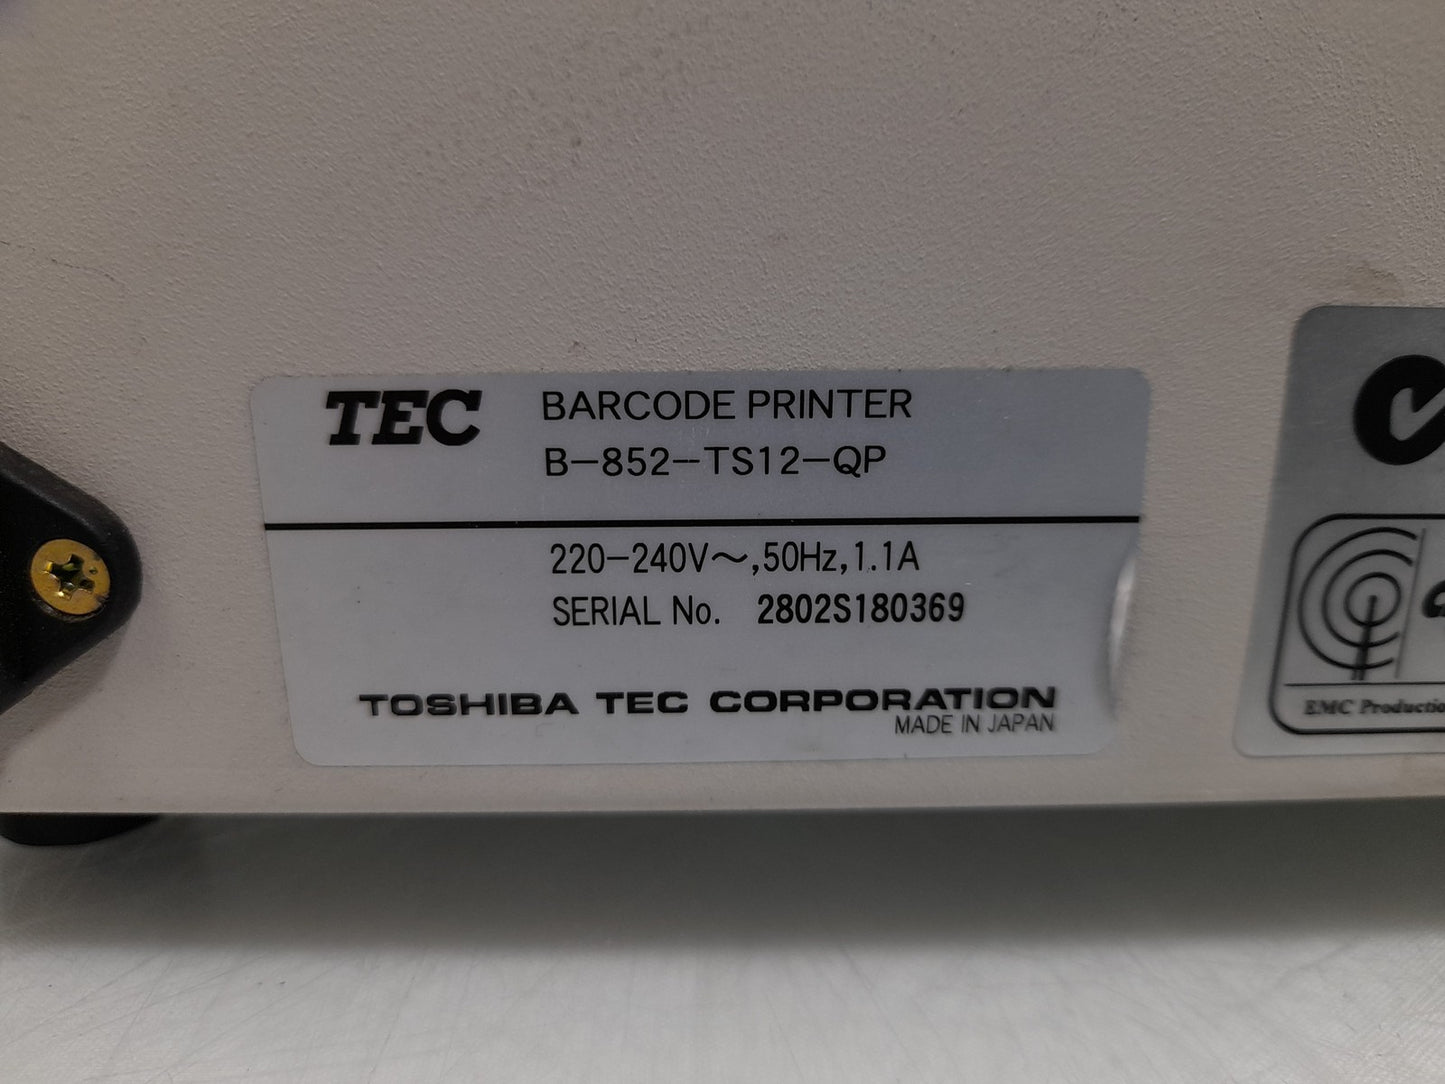 TEC
BARCODE PRINTER
B-852-TS12-QP
220-240V～,50Hz,1.1A
SERIAL No. 2802S180369
TOSHIBA TEC CORPORATION
MADE IN JAPAN
EMC